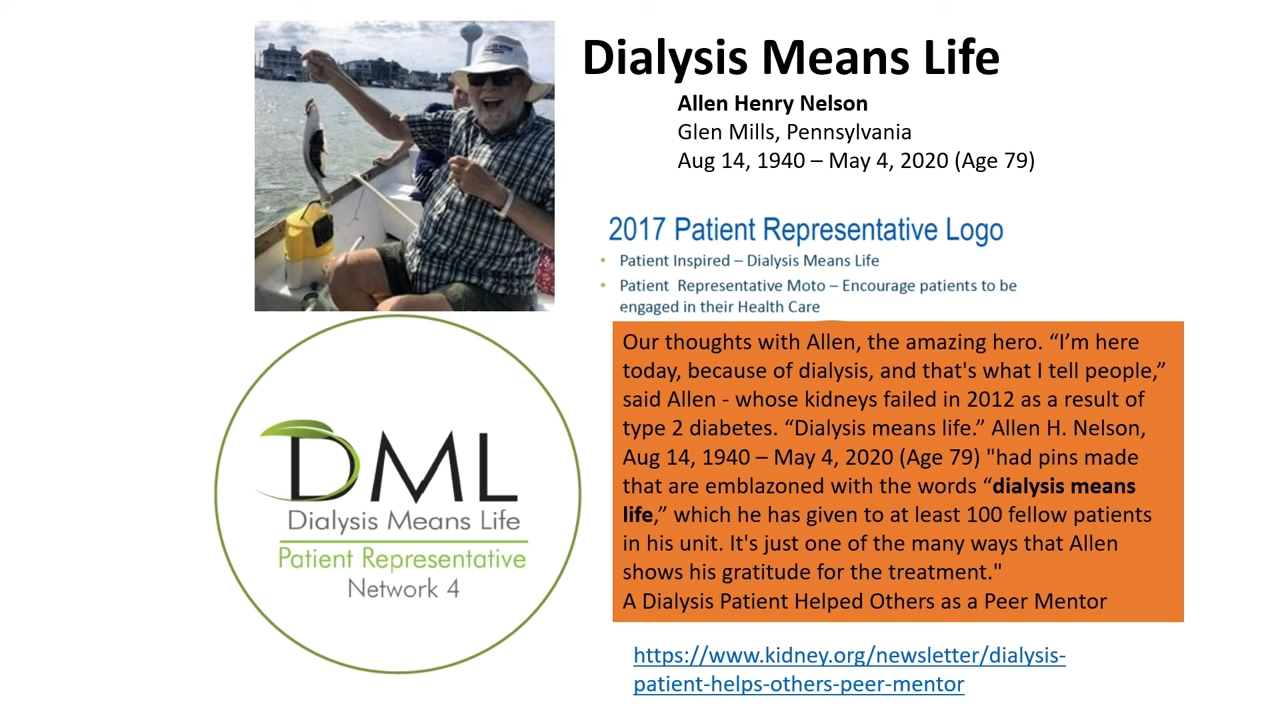 Dialysis Means Life
Allen Henry Nelson
Glen Mills, Pennsylvania
Aug 14, 1940 – May 4, 2020 (Age 79)
2017 Patient Representative Logo
• Patient Inspired – Dialysis Means Life
• Patient Representative Moto – Encourage patients to be
engaged in their Health Care
Our thoughts with Allen, the amazing hero. “I’m here
today, because of dialysis, and that's what I tell people,”
said Allen - whose kidneys failed in 2012 as a result of
type 2 diabetes. “Dialysis means life.” Allen H. Nelson,
Aug 14, 1940 – May 4, 2020 (Age 79) "had pins made
that are emblazoned with the words “dialysis means
life,” which he has given to at least 100 fellow patients
in his unit. It's just one of the many ways that Allen
shows his gratitude for the treatment."
A Dialysis Patient Helped Others as a Peer Mentor
DML
Dialysis Means Life
Patient Representative
Network 4
https://www.kidney.org/newsletter/dialysis-
patient-helps-others-peer-mentor